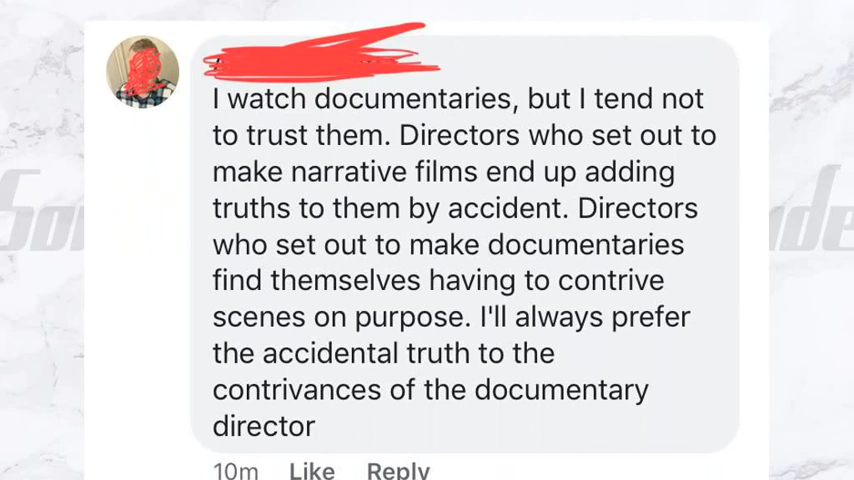 I watch documentaries, but I tend not
to trust them. Directors who set out to
make narrative films end up adding
truths to them by accident. Directors
who set out to make documentaries
find themselves having to contrive
scenes on purpose. I'll always prefer
the accidental truth to the
contrivances of the documentary
director
10m Like Reply